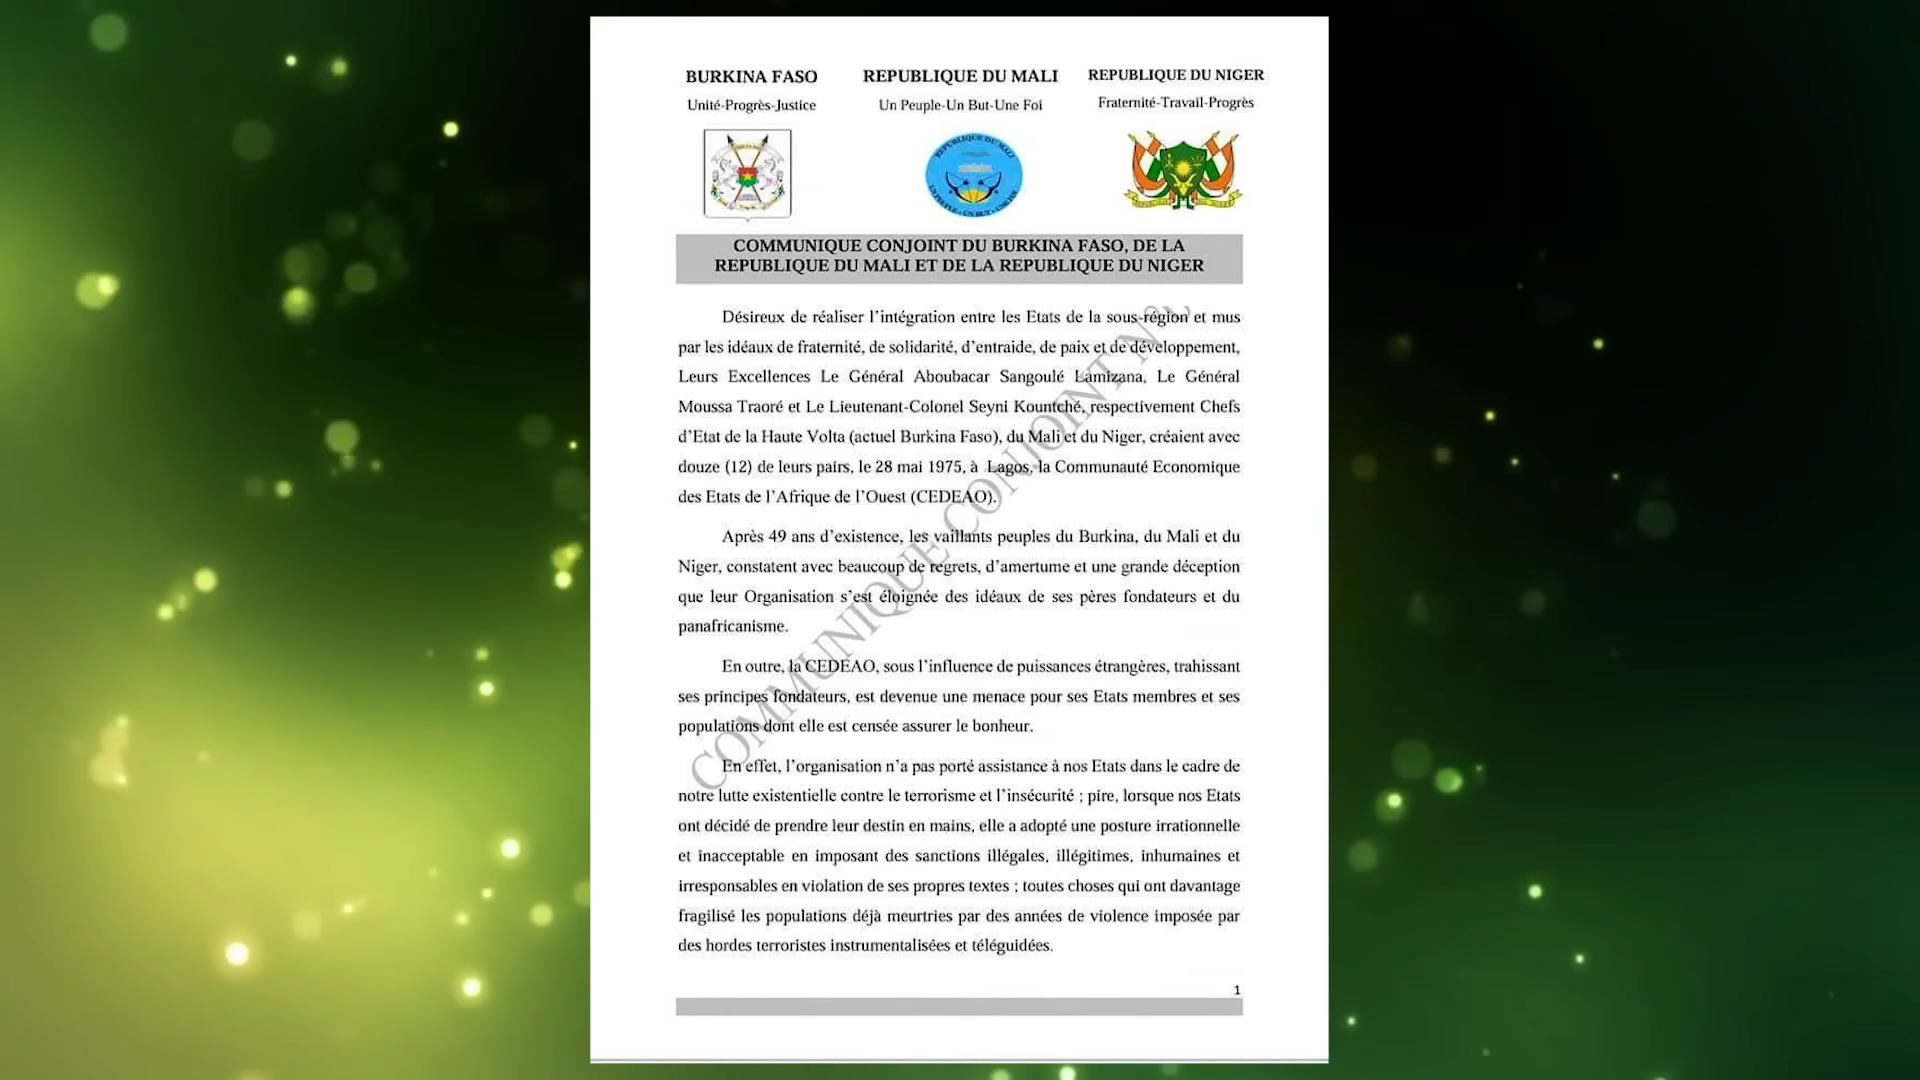 BURKINA FASO
Unité-Progrès-Justice
REPUBLIQUE DU MALI
Un Peuple-Un But-Une Foi
REPUBLIQUE DU NIGER
Fraternité-Travail-Progrès
REPUBLIQUE DU MALI
UN PEUPLE - UN BUT - UNE FOI
COMMUNIQUE CONJOINT DU BURKINA FASO, DE LA
REPUBLIQUE DU MALI ET DE LA REPUBLIQUE DU NIGER
Désireux de réaliser l'intégration entre les Etats de la sous-région et mus
par les idéaux de fraternité, de solidarité, d'entraide, de paix et de développement,
Leurs Excellences Le Général Aboubacar Sangoulé Lamizana, Le Général
Moussa Traoré et Le Lieutenant-Colonel Seyni Kountché, respectivement Chefs
d'Etat de la Haute Volta (actuel Burkina Faso), du Mali et du Niger, créaient avec
douze (12) de leurs pairs, le 28 mai 1975, à Lagos, la Communauté Economique
des Etats de l'Afrique de l'Ouest (CEDEAO).
Après 49 ans d'existence, les vaillants peuples du Burkina, du Mali et du
Niger, constatent avec beaucoup de regrets, d'amertume et une grande déception
que leur Organisation s'est éloignée des idéaux de ses pères fondateurs et du
panafricanisme.
En outre, la CEDEAO, sous l'influence de puissances étrangères, trahissant
ses principes fondateurs, est devenue une menace pour ses Etats membres et ses
populations dont elle est censée assurer le bonheur.
En effet, l'organisation n'a pas porté assistance à nos Etats dans le cadre de
notre lutte existentielle contre le terrorisme et l'insécurité ; pire, lorsque nos Etats
ont décidé de prendre leur destin en mains, elle a adopté une posture irrationnelle
et inacceptable en imposant des sanctions illégales, illégitimes, inhumaines et
irresponsables en violation de ses propres textes ; toutes choses qui ont davantage
fragilisé les populations déjà meurtries par des années de violence imposée par
des hordes terroristes instrumentalisées et téléguidées.
COMMUNIQUE CONJOINT N°
1